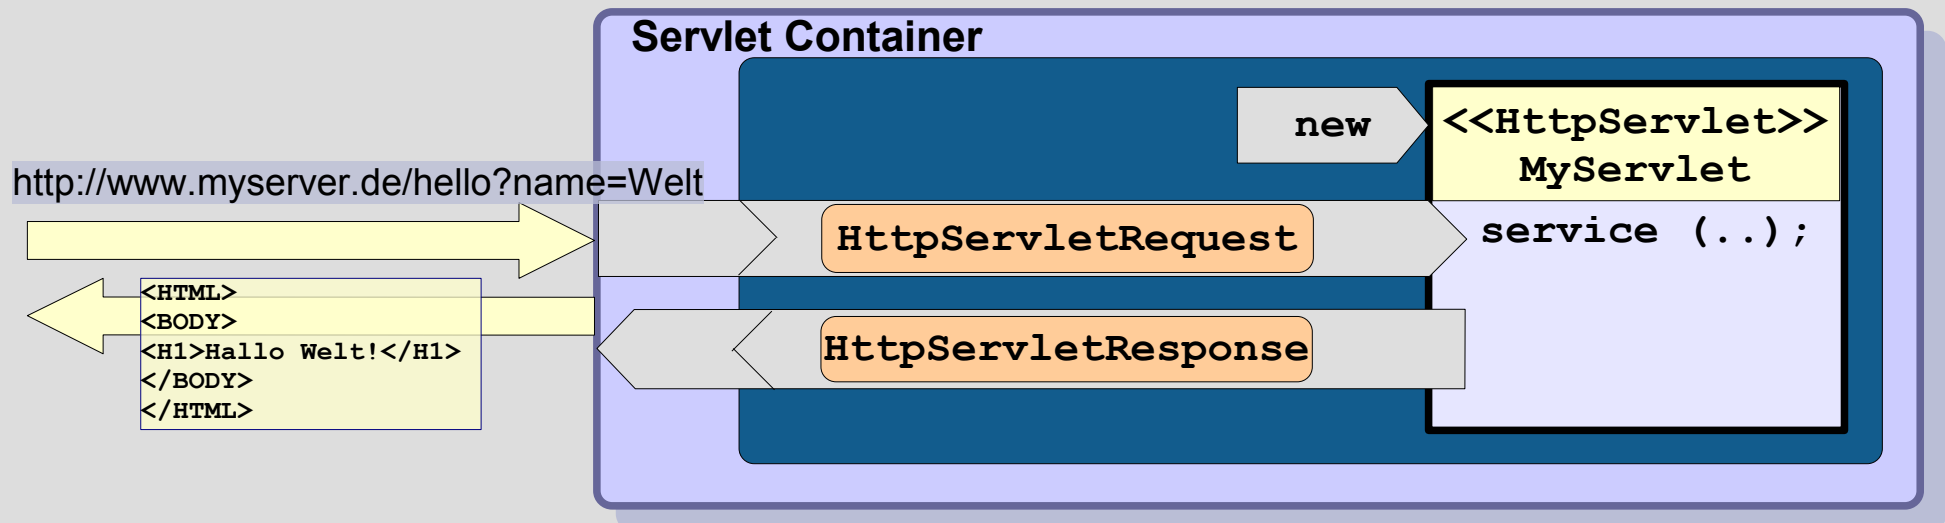 Servlet Container
new
<<HttpServlet>>
MyServlet
http://www.myserver.de/hello?name=Welt
HttpServletRequest
service (..);
<HTML>
<BODY>
<H1>Hallo Welt!</H1>
</BODY>
</HTML>
HttpServletResponse